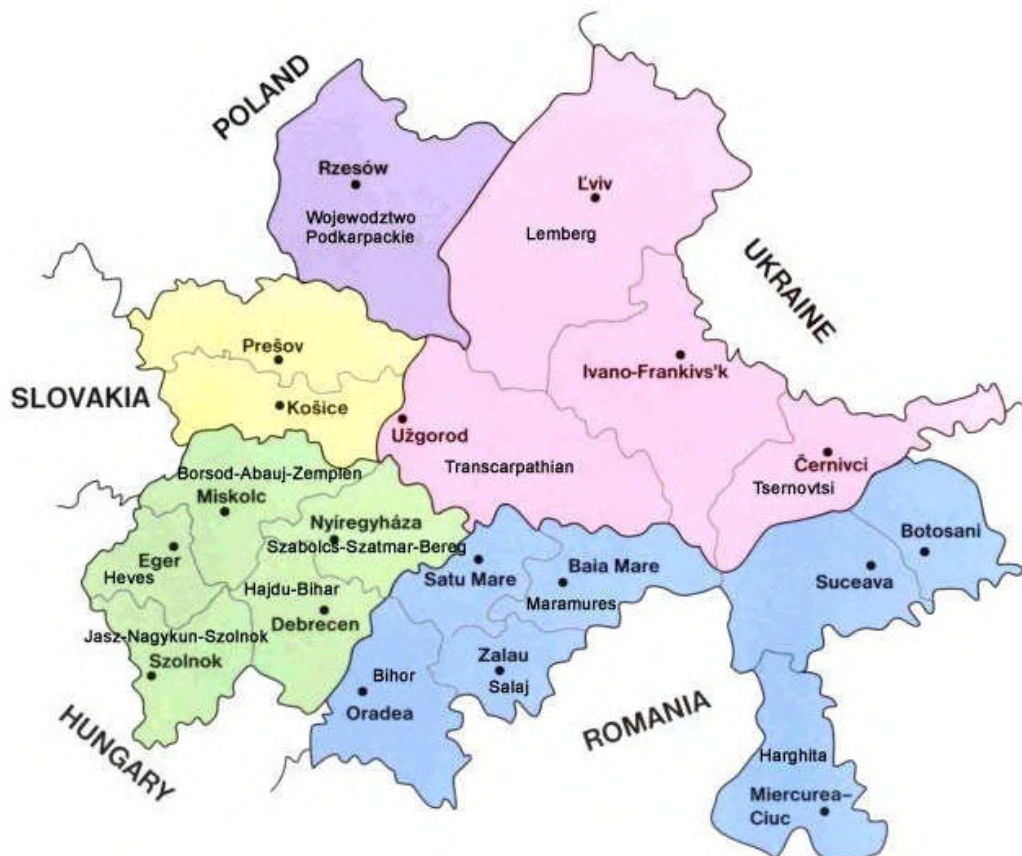 POLAND
Rzesów
Wojewodztwo
Podkarpackie
Ľviv
Lemberg
UKRAINE
Prešov
Ivano-Frankivs'k
SLOVAKIA
Košice
Užgorod
Transcarpathian
Černivci
Tsernovtsi
Borsod-Abauj-Zemplen
Miskolc
Nyíregyháza
Szabolcs-Szatmar-Bereg
Eger
Heves
Hajdu-Bihar
Debrecen
Jasz-Nagykun-Szolnok
Szolnok
HUNGARY
Satu Mare
Baia Mare
Maramures
Botosani
Suceava
Zalau
Salaj
Bihor
Oradea
ROMANIA
Harghita
Miercurea–
Ciuc